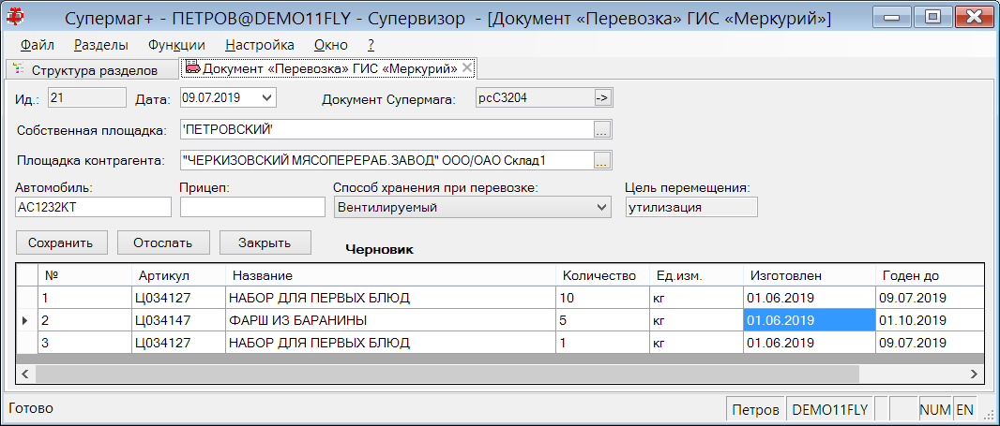 Супермаг+ - ПЕТРОВ@DEMO11FLY - Супервизор - [Документ «Перевозка» ГИС «Меркурий»]
Файл Разделы Функции Настройка Окно ?
Структура разделов Документ «Перевозка» ГИС «Меркурий»
Ид.: 21 Дата: 09.07.2019 Документ Супермага: рсС3204 ->
Собственная площадка: 'ПЕТРОВСКИЙ' ...
Площадка контрагента: "ЧЕРКИЗОВСКИЙ МЯСОПЕРЕРАБ.ЗАВОД" ООО/ОАО Склад1 ...
Автомобиль: Прицеп: Способ хранения при перевозке: Цель перемещения:
АС1232КТ Вентилируемый утилизация
Сохранить Отослать Закрыть Черновик
№ Артикул Название Количество Ед.изм. Изготовлен Годен до
1 Ц034127 НАБОР ДЛЯ ПЕРВЫХ БЛЮД 10 кг 01.06.2019 09.07.2019
2 Ц034147 ФАРШ ИЗ БАРАНИНЫ 5 кг 01.06.2019 01.10.2019
3 Ц034127 НАБОР ДЛЯ ПЕРВЫХ БЛЮД 1 кг 01.06.2019 09.07.2019
Готово Петров DEMO11FLY NUM EN